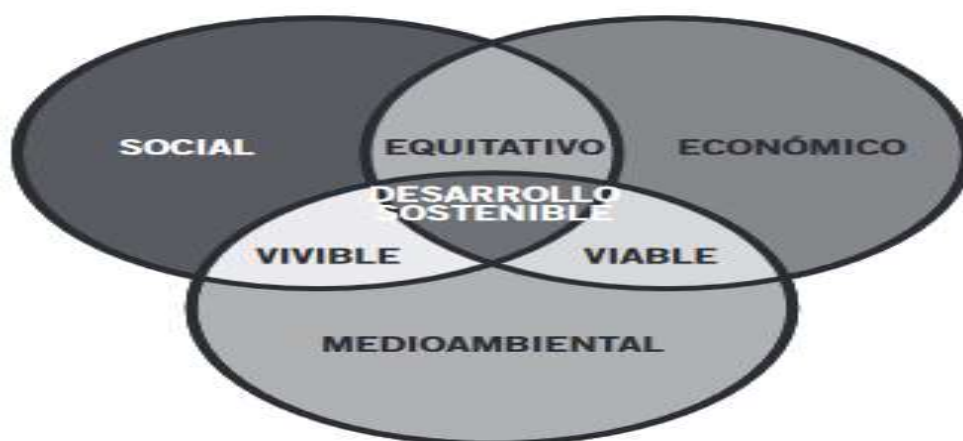 SOCIAL
EQUITATIVO
ECONÓMICO
DESARROLLO
SOSTENIBLE
VIVIBLE
VIABLE
MEDIOAMBIENTAL